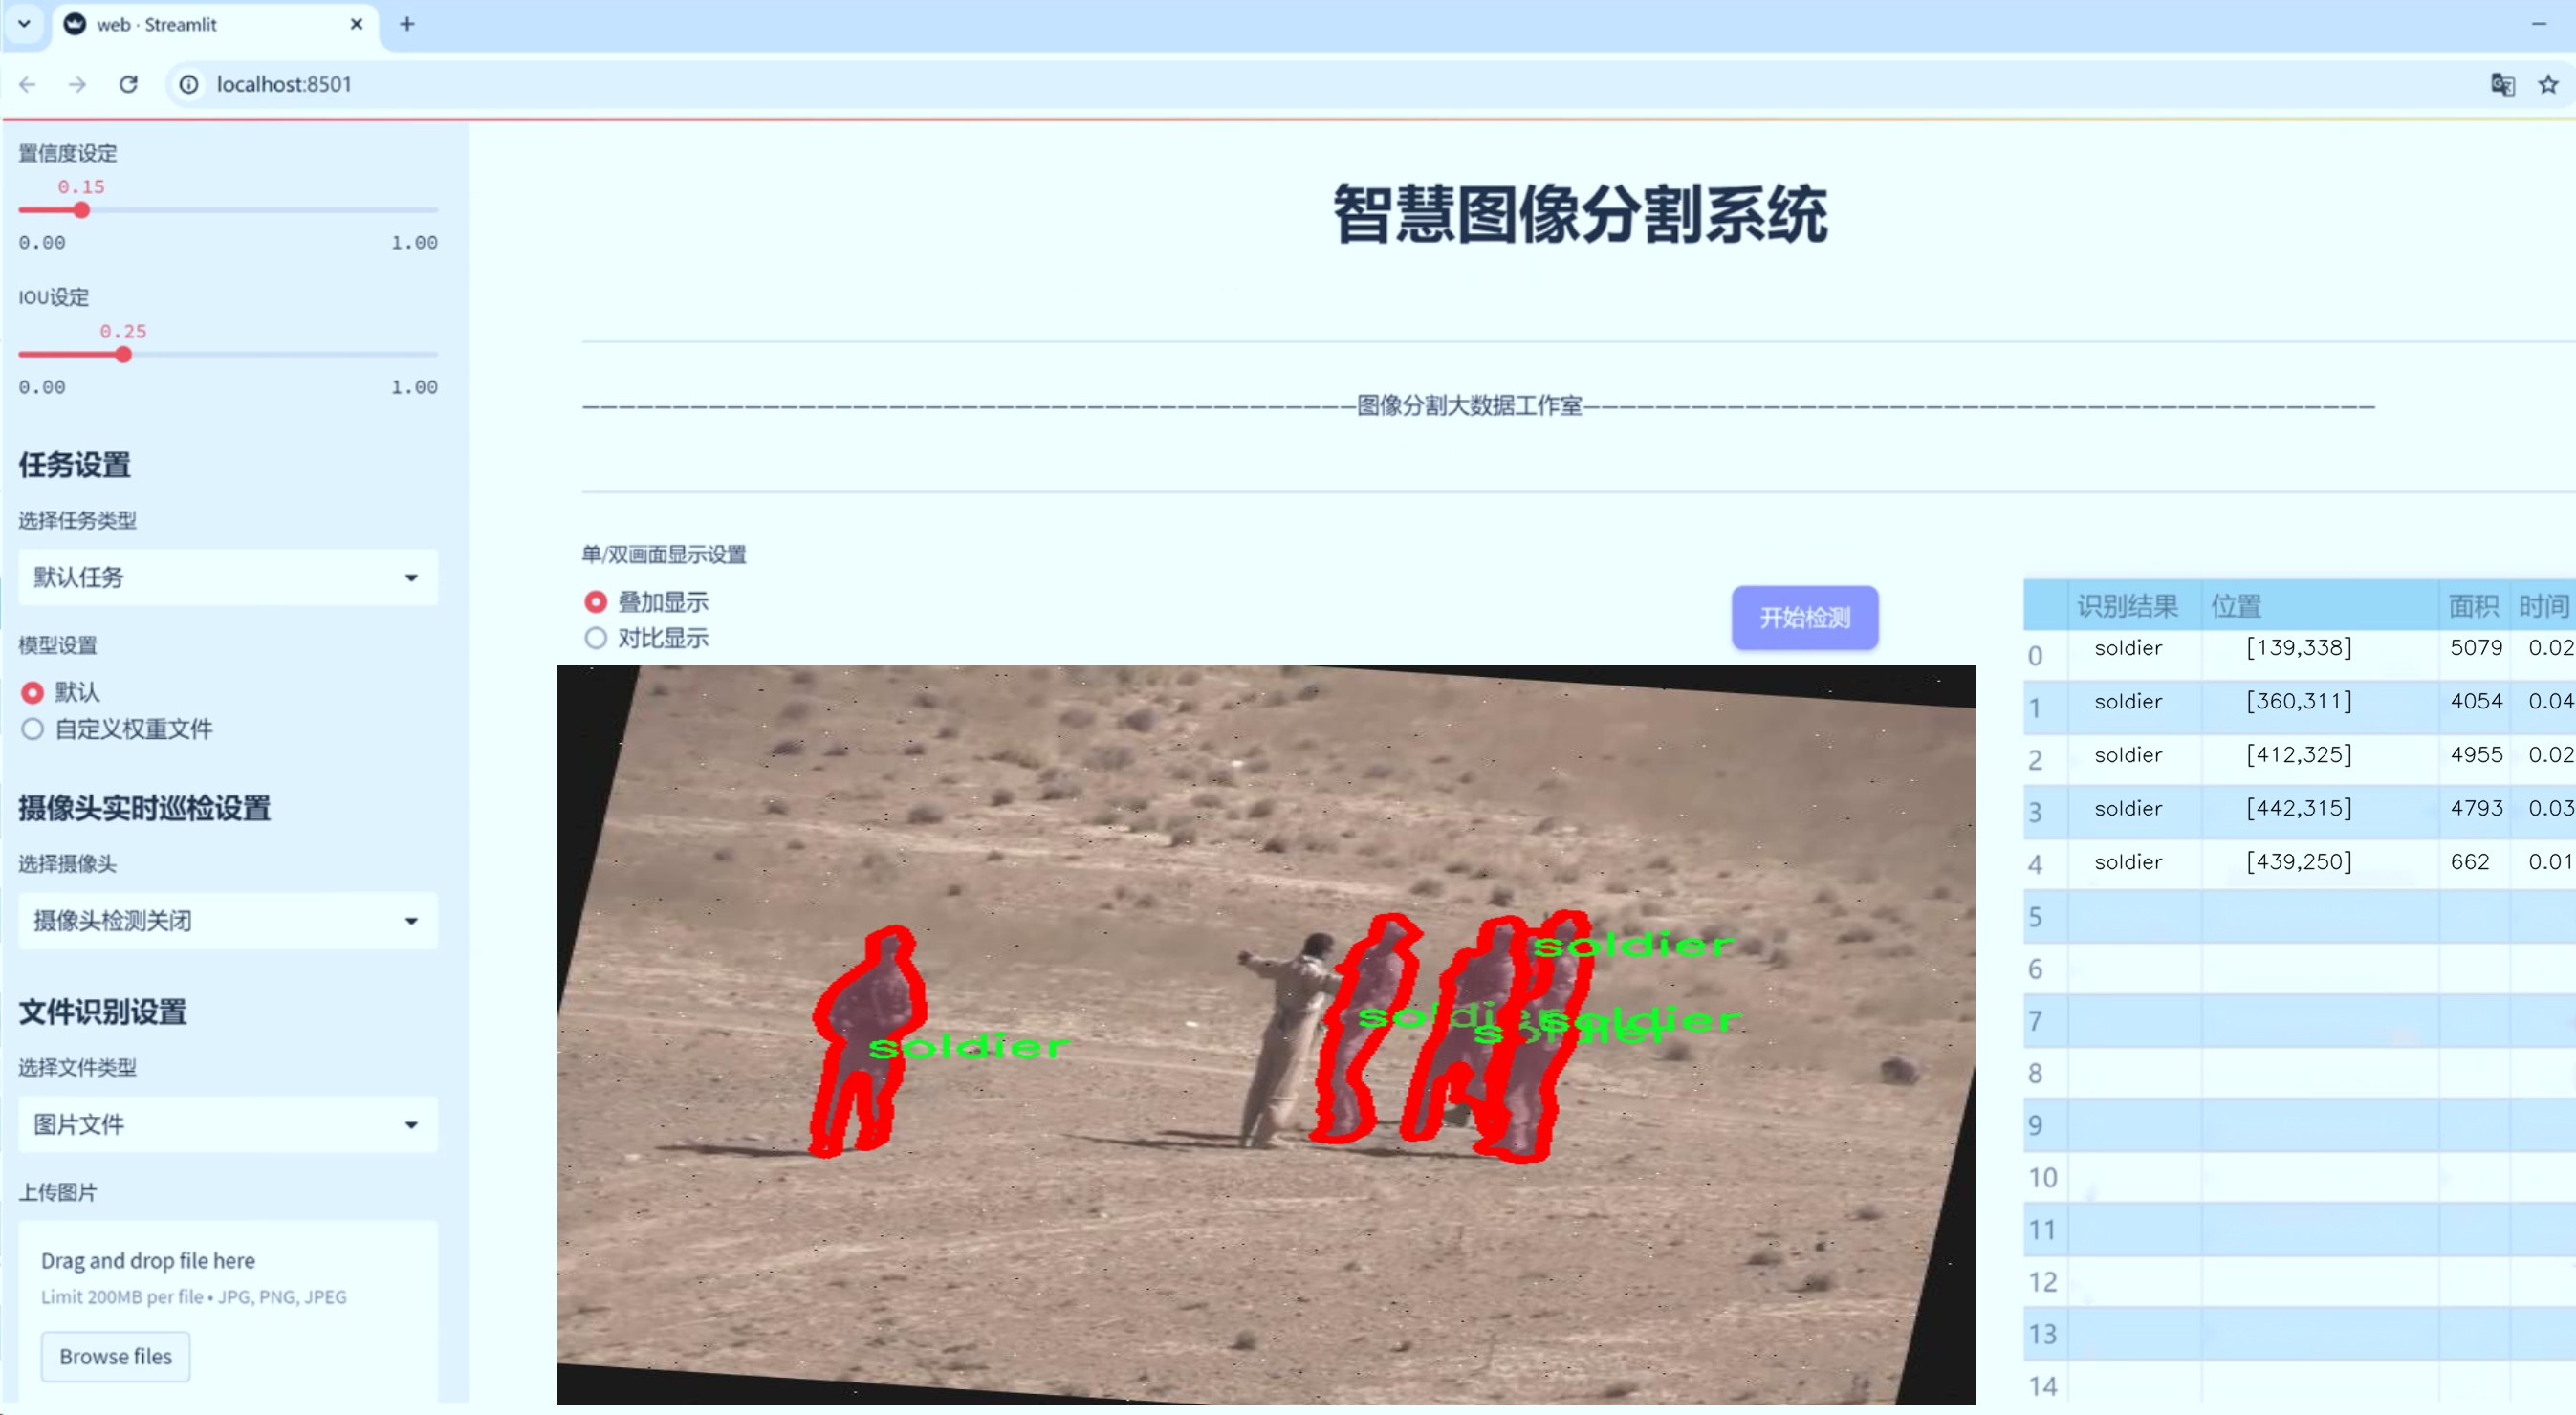 web · Streamlit
localhost:8501
置信度设定
0.15
0.00 1.00
IOU设定
0.25
0.00 1.00
任务设置
选择任务类型
默认任务
模型设置
默认
自定义权重文件
摄像头实时巡检设置
选择摄像头
摄像头检测关闭
文件识别设置
选择文件类型
图片文件
上传图片
Drag and drop file here
Limit 200MB per file • JPG, PNG, JPEG
Browse files
智慧图像分割系统
图像分割大数据工作室
单/双画面显示设置
叠加显示
对比显示
开始检测
soldier
soldier
soldier
soldier
soldier
识别结果 位置 面积 时间
0 soldier [139,338] 5079 0.02
1 soldier [360,311] 4054 0.04
2 soldier [412,325] 4955 0.02
3 soldier [442,315] 4793 0.03
4 soldier [439,250] 662 0.01
5
6
7
8
9
10
11
12
13
14